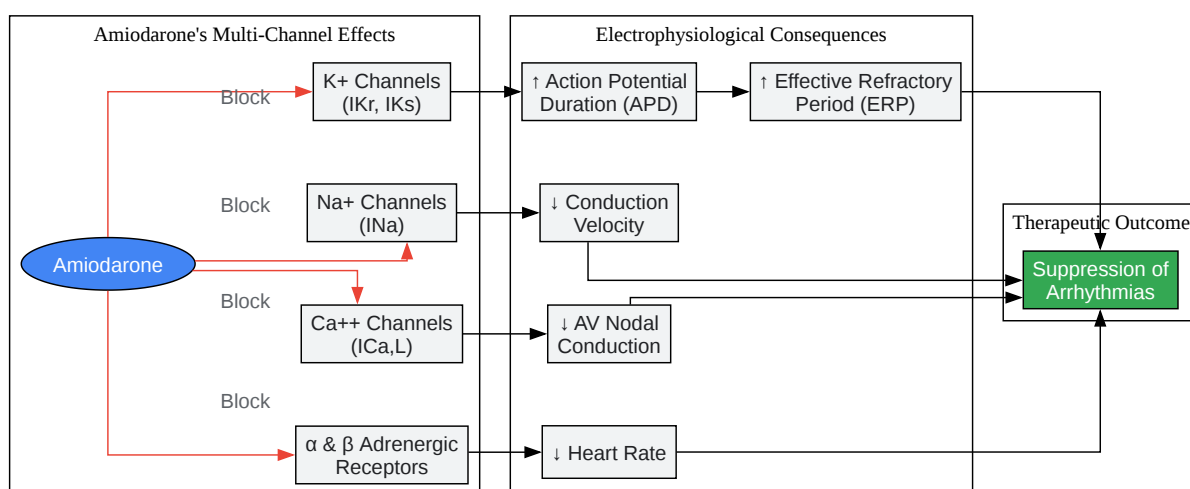 Amiodarone's Multi-Channel Effects
Electrophysiological Consequences
Block
K+ Channels
(IKr, IKs)
↑ Action Potential
Duration (APD)
↑ Effective Refractory
Period (ERP)
Block
Na+ Channels
(INa)
↓ Conduction
Velocity
Therapeutic Outcome
Amiodarone
Suppression of
Arrhythmias
Block
Ca++ Channels
(ICa,L)
↓ AV Nodal
Conduction
Block
α & β Adrenergic
Receptors
↓ Heart Rate